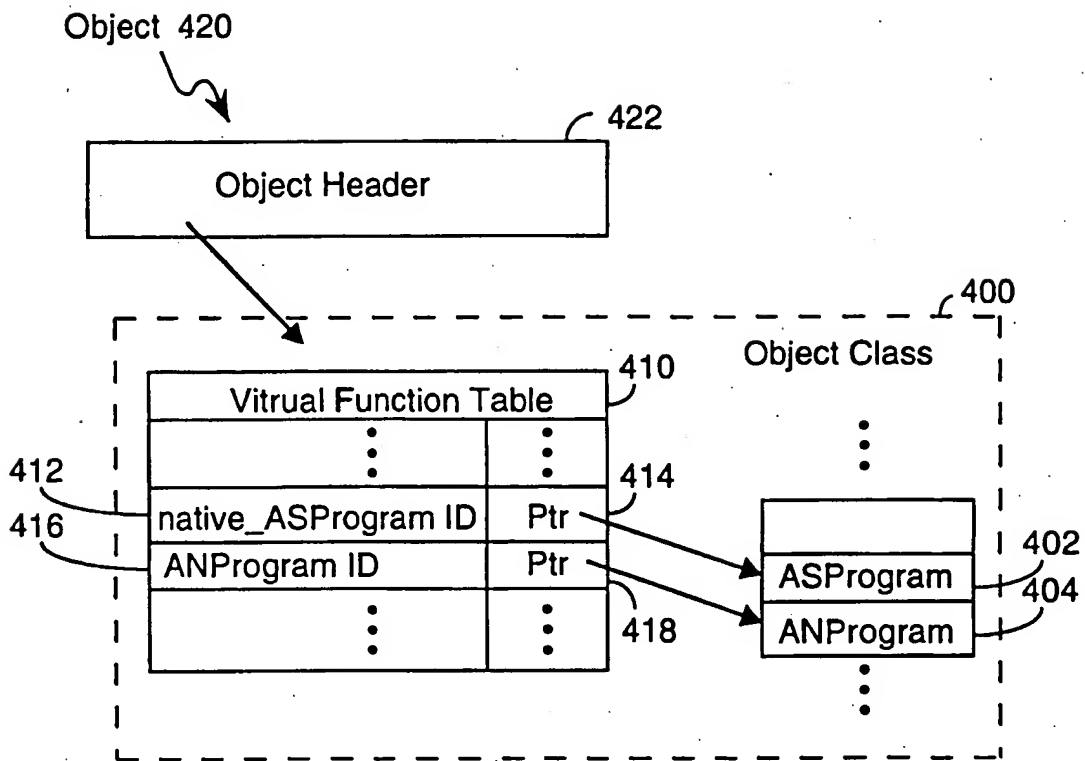 Object 420
422
Object Header
400
Object Class
410
Vitrual Function Table
412
414
native_ASProgram ID Ptr
416
402
ANProgram ID Ptr
ASProgram
404
418
ANProgram